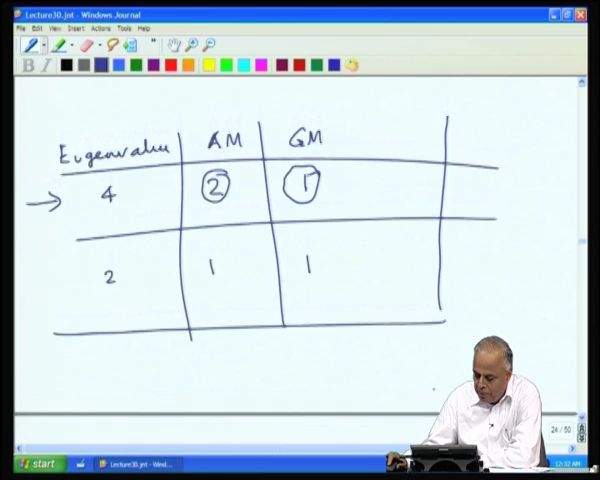 Lecture30.jnt - Windows Journal
File Edit View Insert Actions Tools Help
B I
Eigenvalue AM GM
4 2 1
2 1 1
24 / 50
start Lecture30.jnt - Wind... 12:32 AM